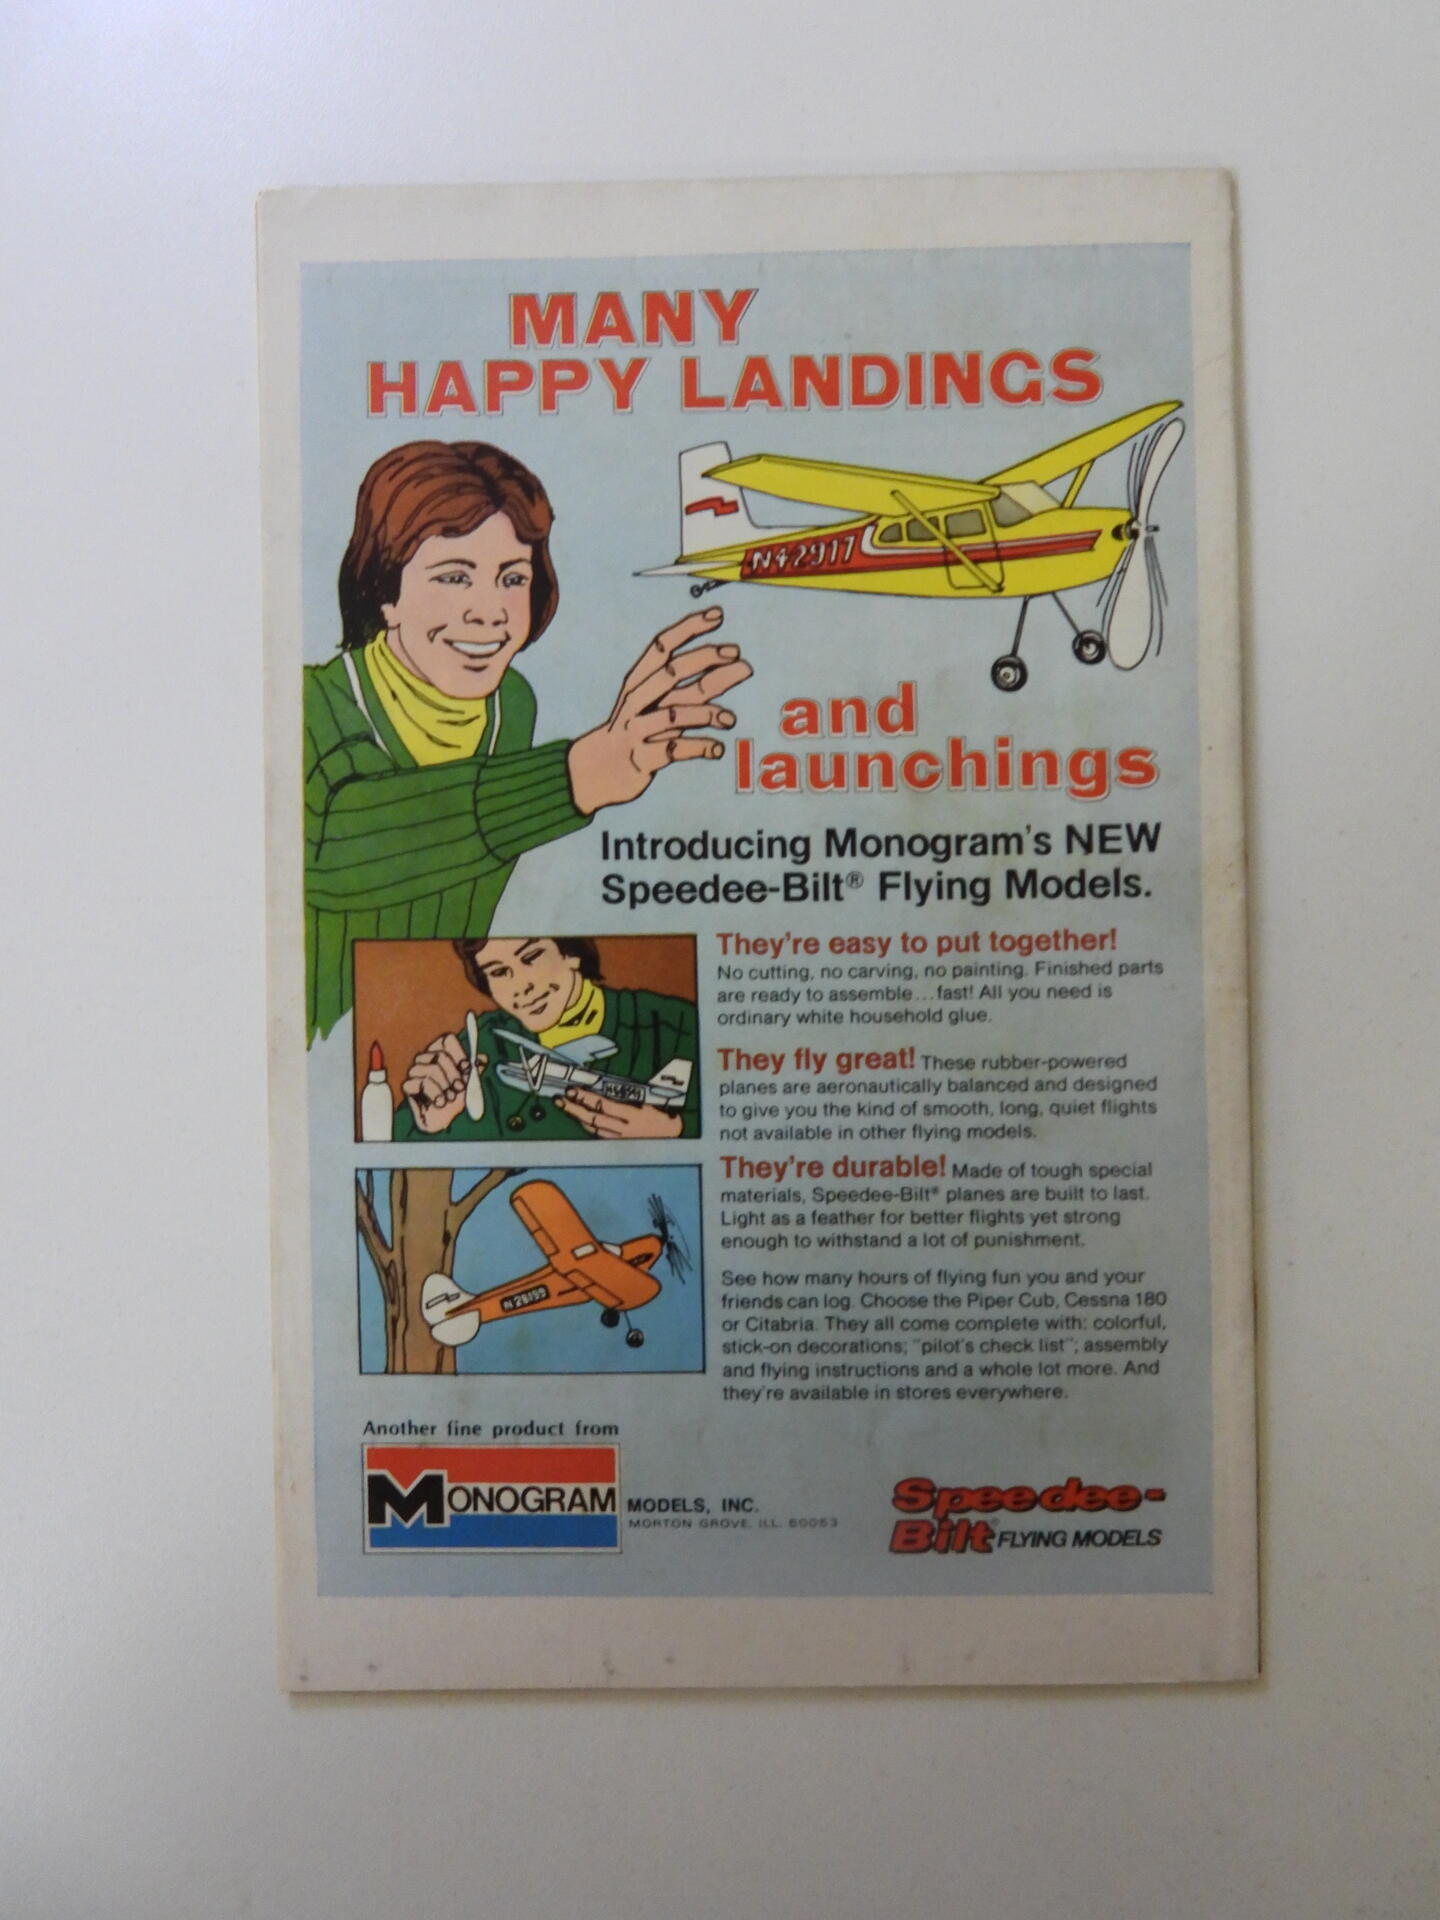 MANY
HAPPY LANDINGS
N42917
and
launchings
Introducing Monogram's NEW
Speedee-Bilt® Flying Models.
They're easy to put together!
No cutting, no carving, no painting. Finished parts
are ready to assemble...fast! All you need is
ordinary white household glue.
They fly great! These rubber-powered
planes are aeronautically balanced and designed
to give you the kind of smooth, long, quiet flights
not available in other flying models.
They're durable! Made of tough special
materials, Speedee-Bilt® planes are built to last.
Light as a feather for better flights yet strong
enough to withstand a lot of punishment.
N26199
See how many hours of flying fun you and your
friends can log. Choose the Piper Cub, Cessna 180
or Citabria. They all come complete with: colorful,
stick-on decorations; "pilot's check list"; assembly
and flying instructions and a whole lot more. And
they're available in stores everywhere.
Another fine product from
MONOGRAM MODELS, INC.
MORTON GROVE, ILL. 60053
Speedee-
Bilt® FLYING MODELS